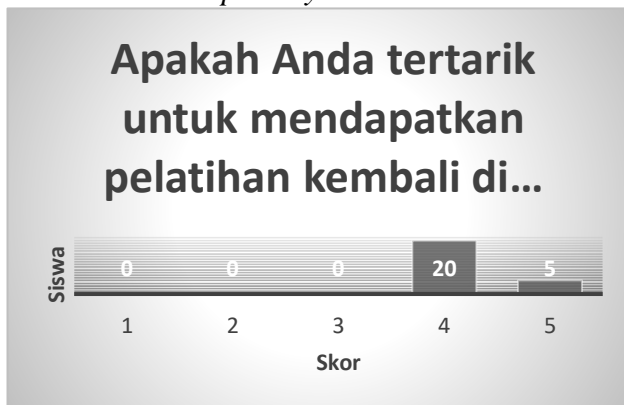 Apakah Anda tertarik
untuk mendapatkan
pelatihan kembali di...
Siswa
0 0 0 20 5
1 2 3 4 5
Skor